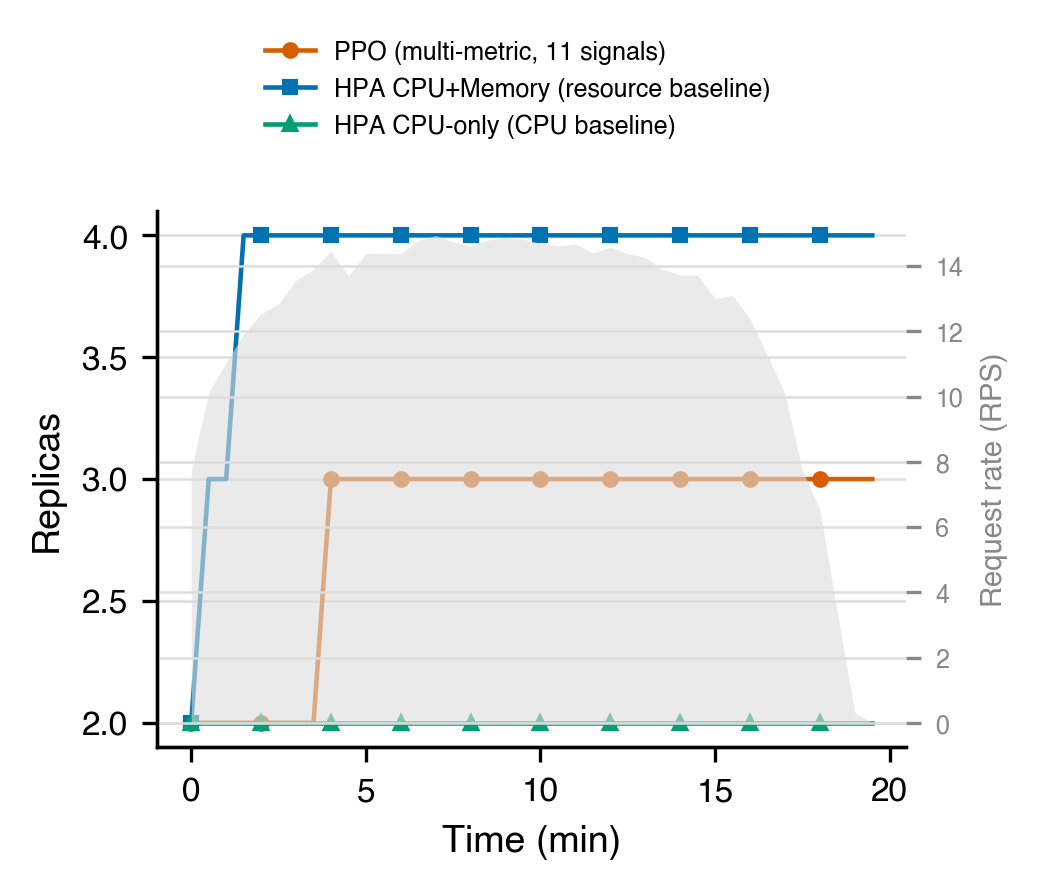 PPO (multi-metric, 11 signals)
HPA CPU+Memory (resource baseline)
HPA CPU-only (CPU baseline)
4.0
3.5
3.0
2.5
2.0
Replicas
14
12
10
8
6
4
2
0
Request rate (RPS)
0 5 10 15 20
Time (min)